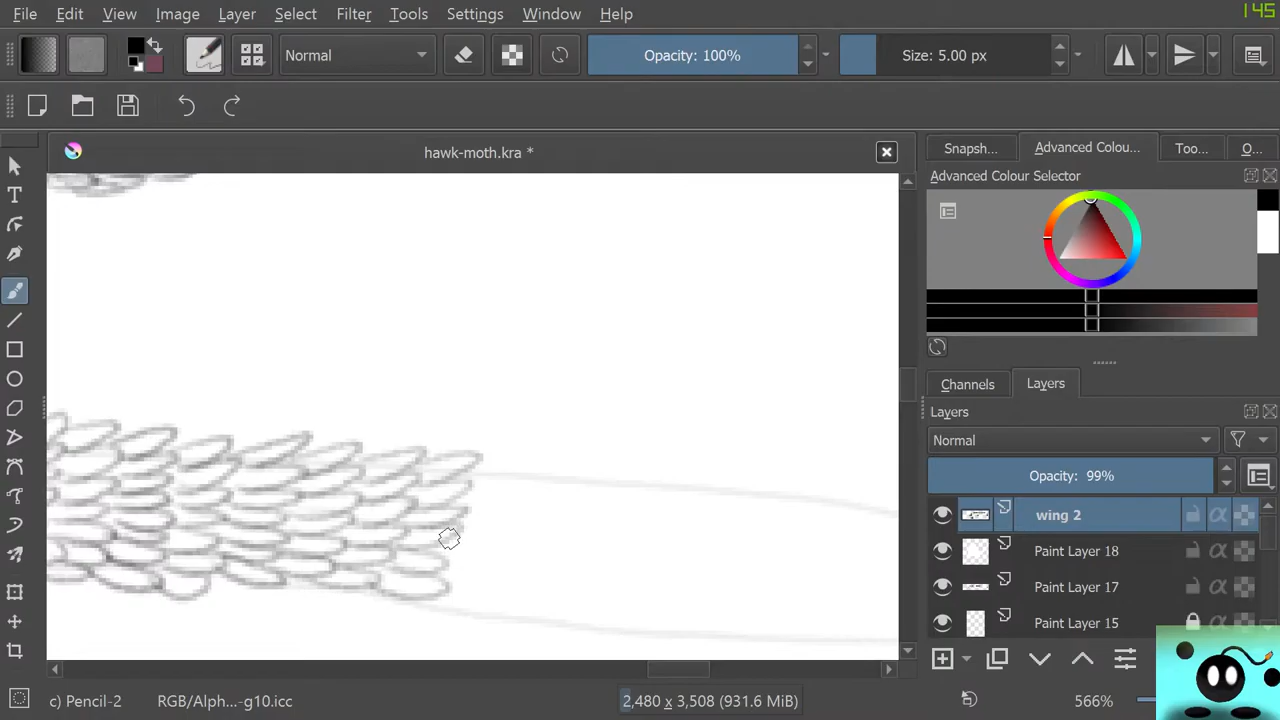 File Edit View Image Layer Select Filter Tools Settings Window Help
145
Normal Opacity: 100% Size: 5.00 px
hawk-moth.kra *
Snapsh... Advanced Colou... Too... O...
Advanced Colour Selector
Channels Layers
Layers
Normal
Opacity: 99%
wing 2
Paint Layer 18
Paint Layer 17
Paint Layer 15
c) Pencil-2 RGB/Alph...-g10.icc 2,480 x 3,508 (931.6 MiB) 566%